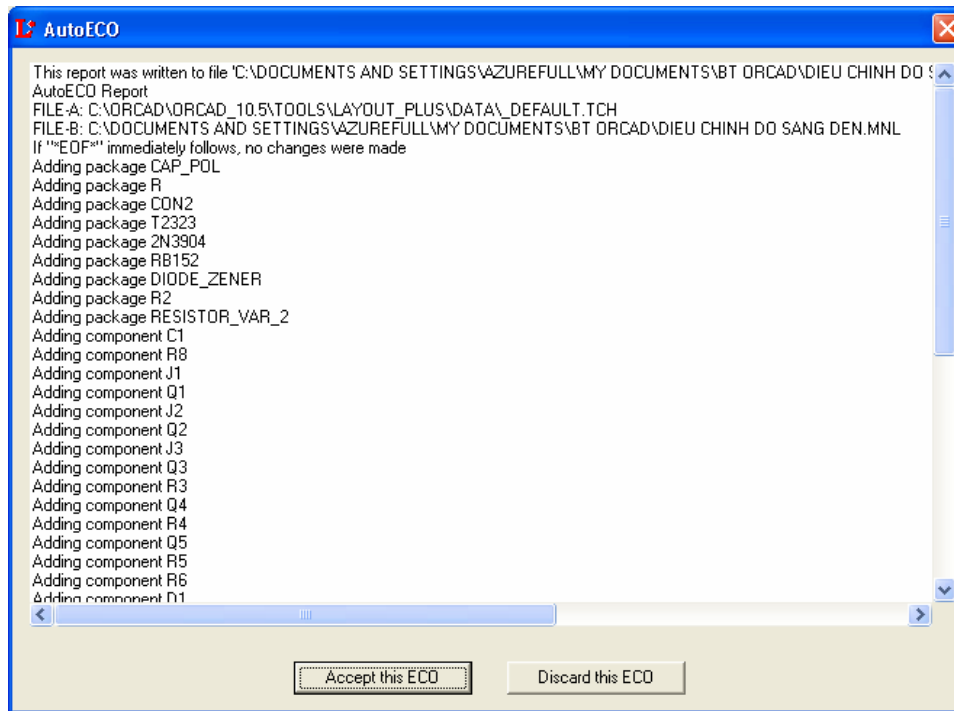 AutoECO
This report was written to file 'C:\DOCUMENTS AND SETTINGS\AZUREFULL\MY DOCUMENTS\BT ORCAD\DIEU CHINH DO S
AutoECO Report
FILE-A: C:\ORCAD\ORCAD_10.5\TOOLS\LAYOUT_PLUS\DATA\_DEFAULT.TCH
FILE-B: C:\DOCUMENTS AND SETTINGS\AZUREFULL\MY DOCUMENTS\BT ORCAD\DIEU CHINH DO SANG DEN.MNL
If "*EOF*" immediately follows, no changes were made
Adding package CAP_POL
Adding package R
Adding package CON2
Adding package T2323
Adding package 2N3904
Adding package RB152
Adding package DIODE_ZENER
Adding package R2
Adding package RESISTOR_VAR_2
Adding component C1
Adding component R8
Adding component J1
Adding component Q1
Adding component J2
Adding component Q2
Adding component J3
Adding component Q3
Adding component R3
Adding component Q4
Adding component R4
Adding component Q5
Adding component R5
Adding component R6
Adding component D1
Accept this ECO
Discard this ECO